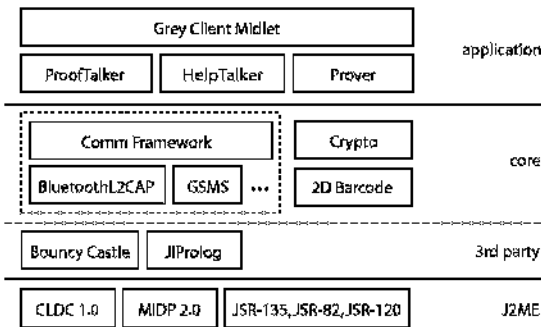 Grey Client Midlet
application
ProofTalker HelpTalker Prover
Comm Framework Crypto
core
BluetoothL2CAP GSMS ... 2D Barcode
Bouncy Castle JIProlog 3rd party
CLDC 1.0 MIDP 2.0 JSR-135,JSR-82,JSR-120 J2ME